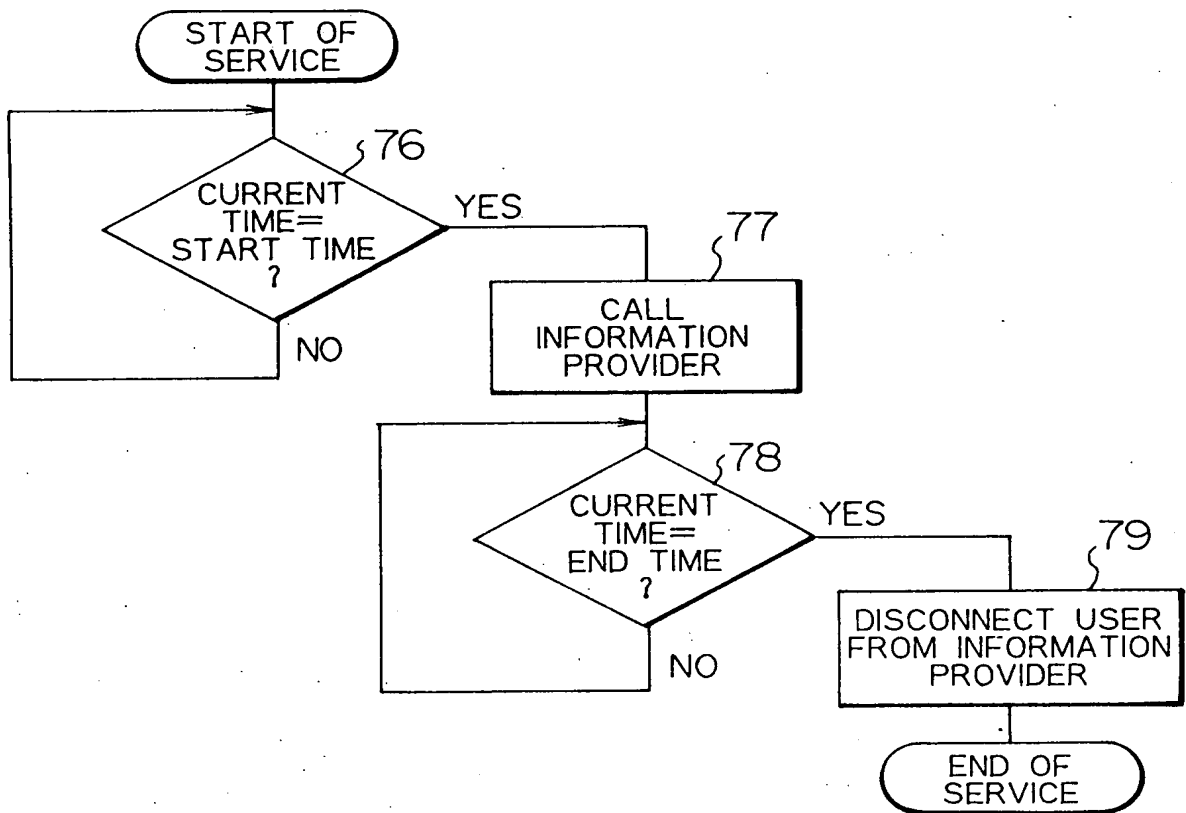 START OF
SERVICE
76
CURRENT
TIME=
START TIME
?
YES
NO
77
CALL
INFORMATION
PROVIDER
78
CURRENT
TIME=
END TIME
?
YES
NO
79
DISCONNECT USER
FROM INFORMATION
PROVIDER
END OF
SERVICE